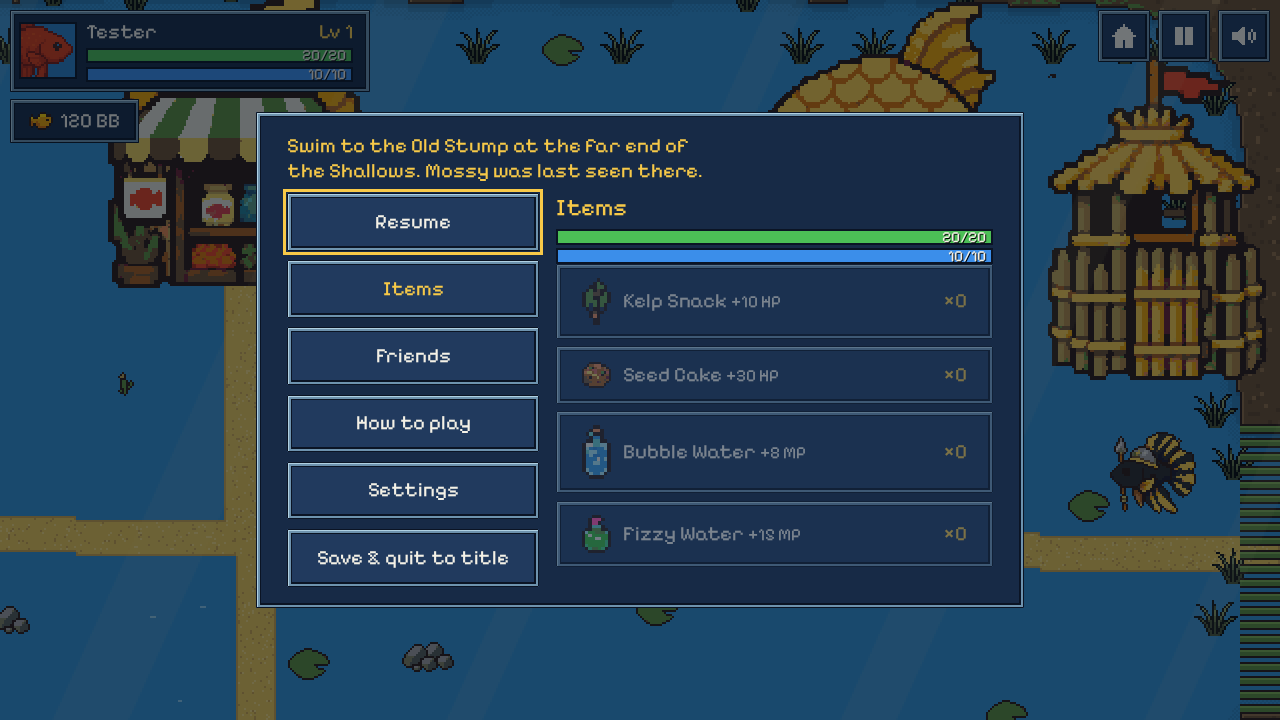 Tester
Lv 1
20/20
10/10
120 BB
Swim to the Old Stump at the far end of
the Shallows. Mossy was last seen there.
Resume
Items
Friends
How to play
Settings
Save & quit to title
Items
20/20
10/10
Kelp Snack +10 HP ×0
Seed Cake +30 HP ×0
Bubble Water +8 MP ×0
Fizzy Water +18 MP ×0